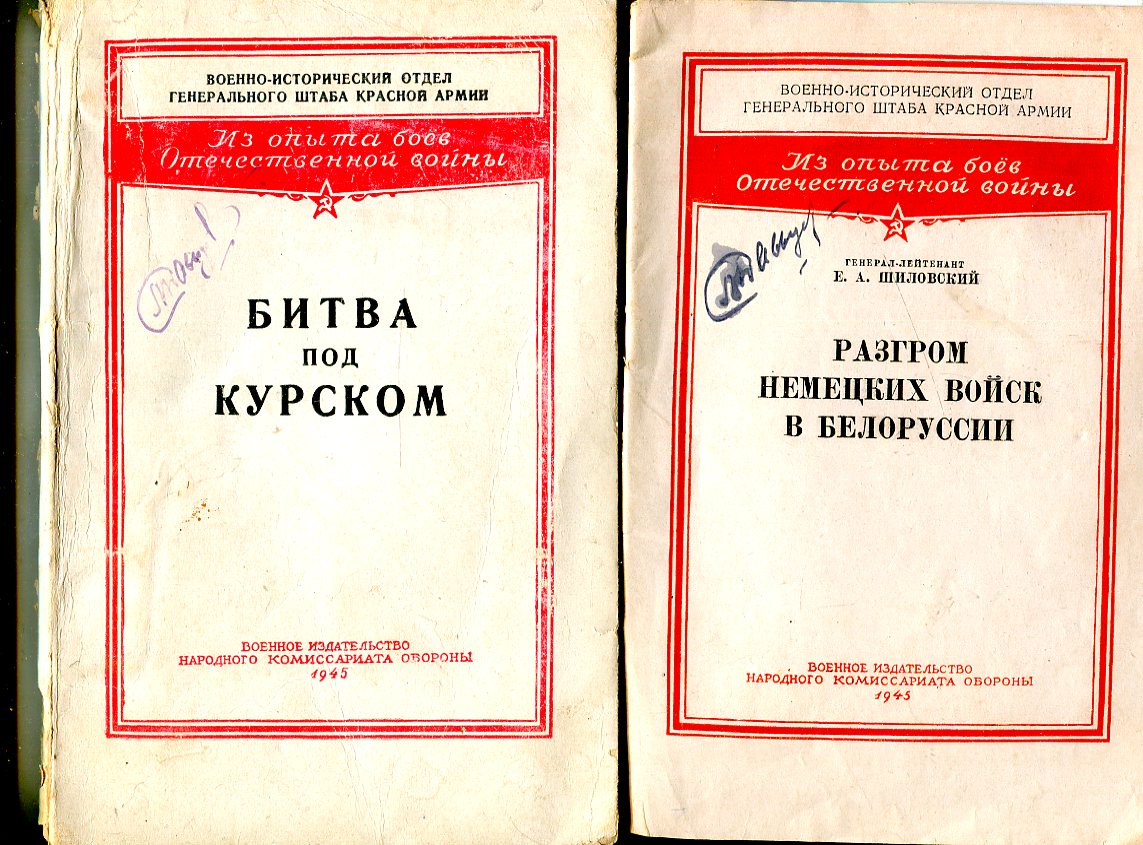 ВОЕННО-ИСТОРИЧЕСКИЙ ОТДЕЛ
ГЕНЕРАЛЬНОГО ШТАБА КРАСНОЙ АРМИИ
Из опыта боев
Отечественной войны
БИТВА
ПОД
КУРСКОМ
ВОЕННОЕ ИЗДАТЕЛЬСТВО
НАРОДНОГО КОМИССАРИАТА ОБОРОНЫ
1945
ВОЕННО-ИСТОРИЧЕСКИЙ ОТДЕЛ
ГЕНЕРАЛЬНОГО ШТАБА КРАСНОЙ АРМИИ
Из опыта боёв
Отечественной войны
ГЕНЕРАЛ-ЛЕЙТЕНАНТ
Е. А. ШИЛОВСКИЙ
РАЗГРОМ
НЕМЕЦКИХ ВОЙСК
В БЕЛОРУССИИ
ВОЕННОЕ ИЗДАТЕЛЬСТВО
НАРОДНОГО КОМИССАРИАТА ОБОРОНЫ
1945